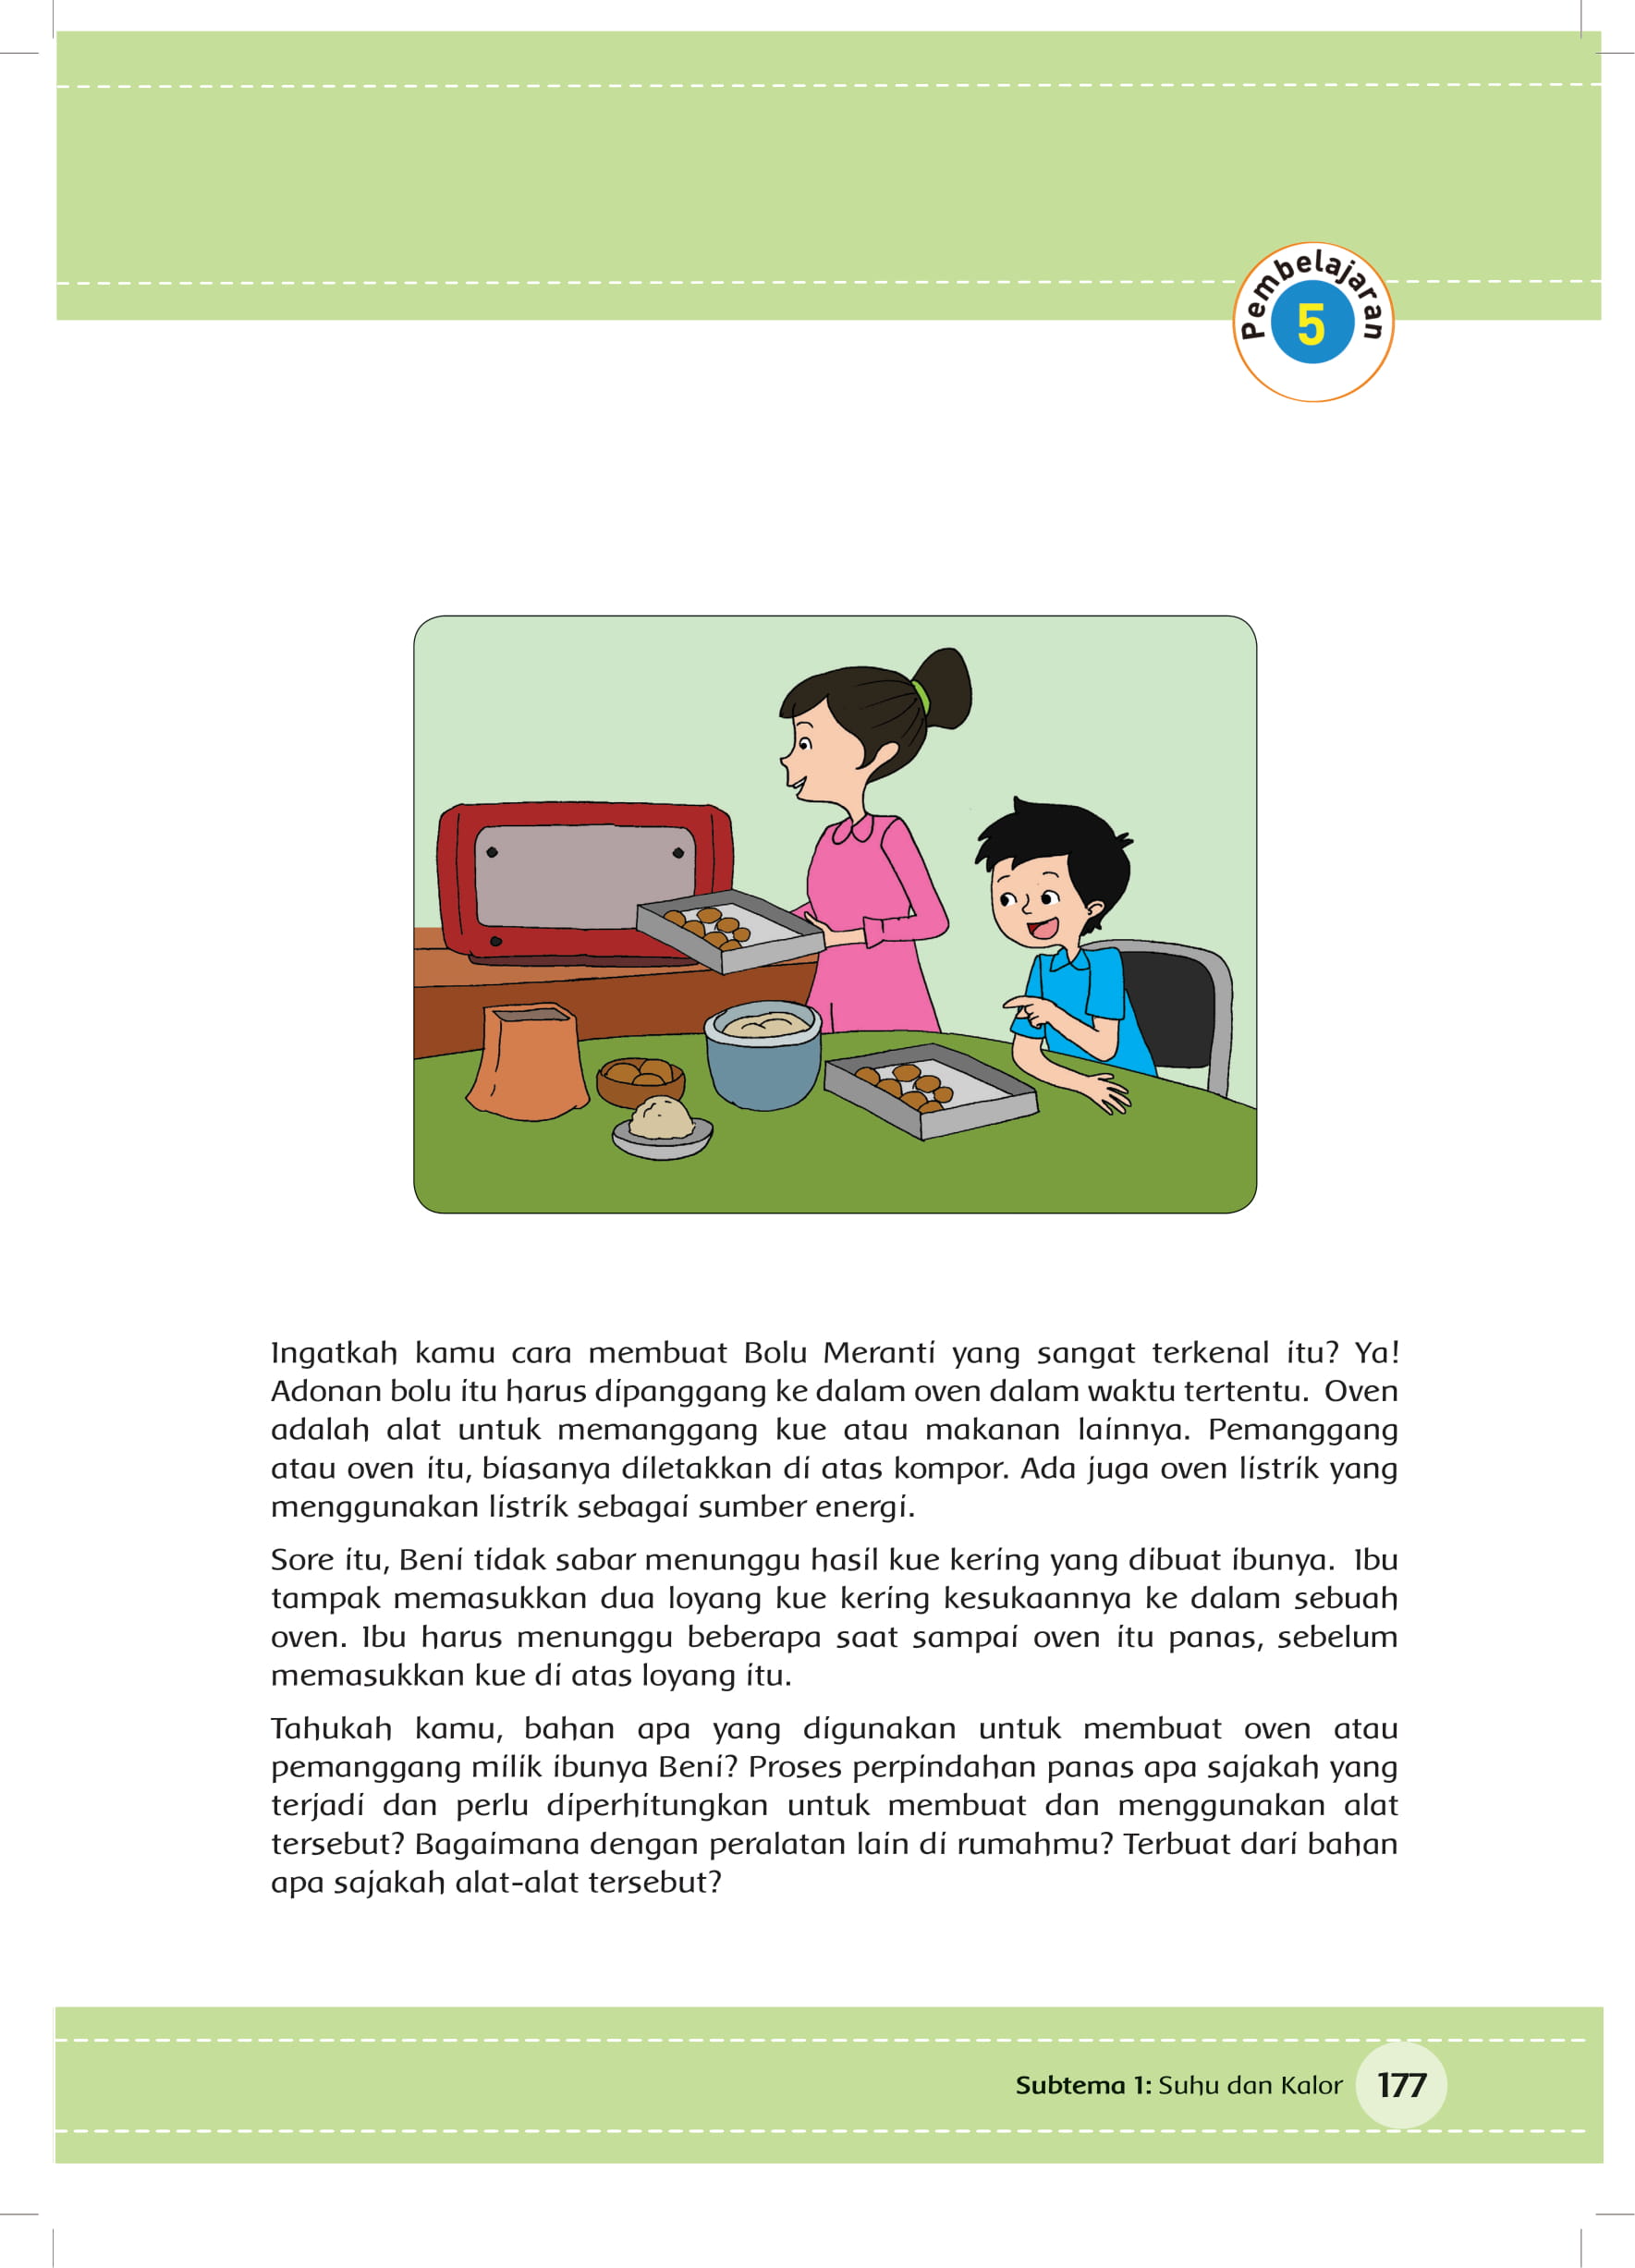 Pembelajaran
5
Ingatkah kamu cara membuat Bolu Meranti yang sangat terkenal itu? Ya!
Adonan bolu itu harus dipanggang ke dalam oven dalam waktu tertentu. Oven
adalah alat untuk memanggang kue atau makanan lainnya. Pemanggang
atau oven itu, biasanya diletakkan di atas kompor. Ada juga oven listrik yang
menggunakan listrik sebagai sumber energi.
Sore itu, Beni tidak sabar menunggu hasil kue kering yang dibuat ibunya. Ibu
tampak memasukkan dua loyang kue kering kesukaannya ke dalam sebuah
oven. Ibu harus menunggu beberapa saat sampai oven itu panas, sebelum
memasukkan kue di atas loyang itu.
Tahukah kamu, bahan apa yang digunakan untuk membuat oven atau
pemanggang milik ibunya Beni? Proses perpindahan panas apa sajakah yang
terjadi dan perlu diperhitungkan untuk membuat dan menggunakan alat
tersebut? Bagaimana dengan peralatan lain di rumahmu? Terbuat dari bahan
apa sajakah alat-alat tersebut?
Subtema 1: Suhu dan Kalor 177